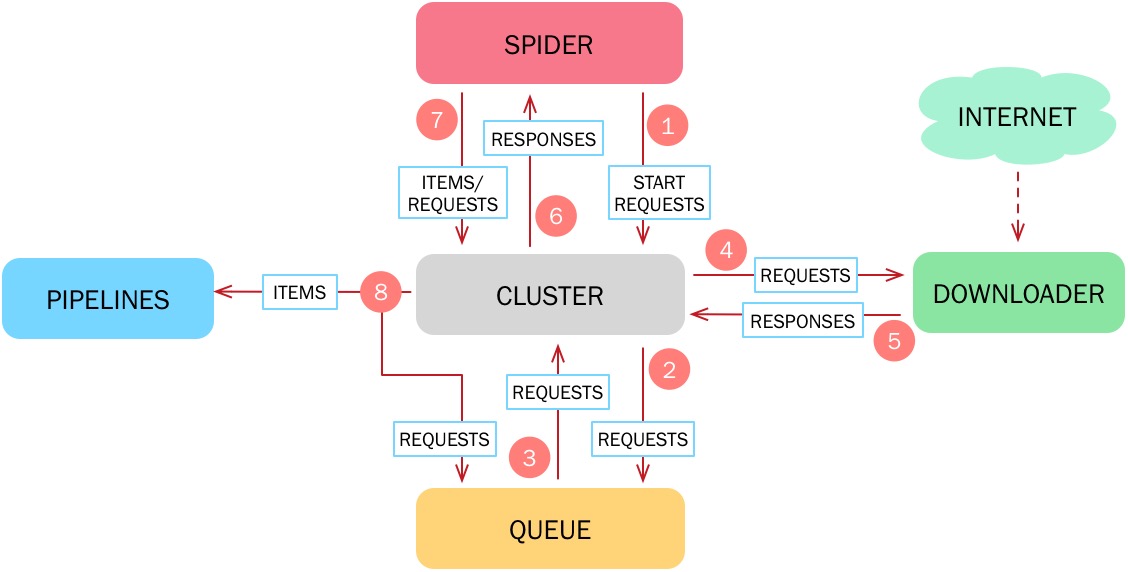 SPIDER
7
RESPONSES
1
INTERNET
ITEMS/
REQUESTS
START
REQUESTS
6
4
REQUESTS
PIPELINES
ITEMS
8
CLUSTER
DOWNLOADER
RESPONSES
5
2
REQUESTS
REQUESTS
3
REQUESTS
QUEUE